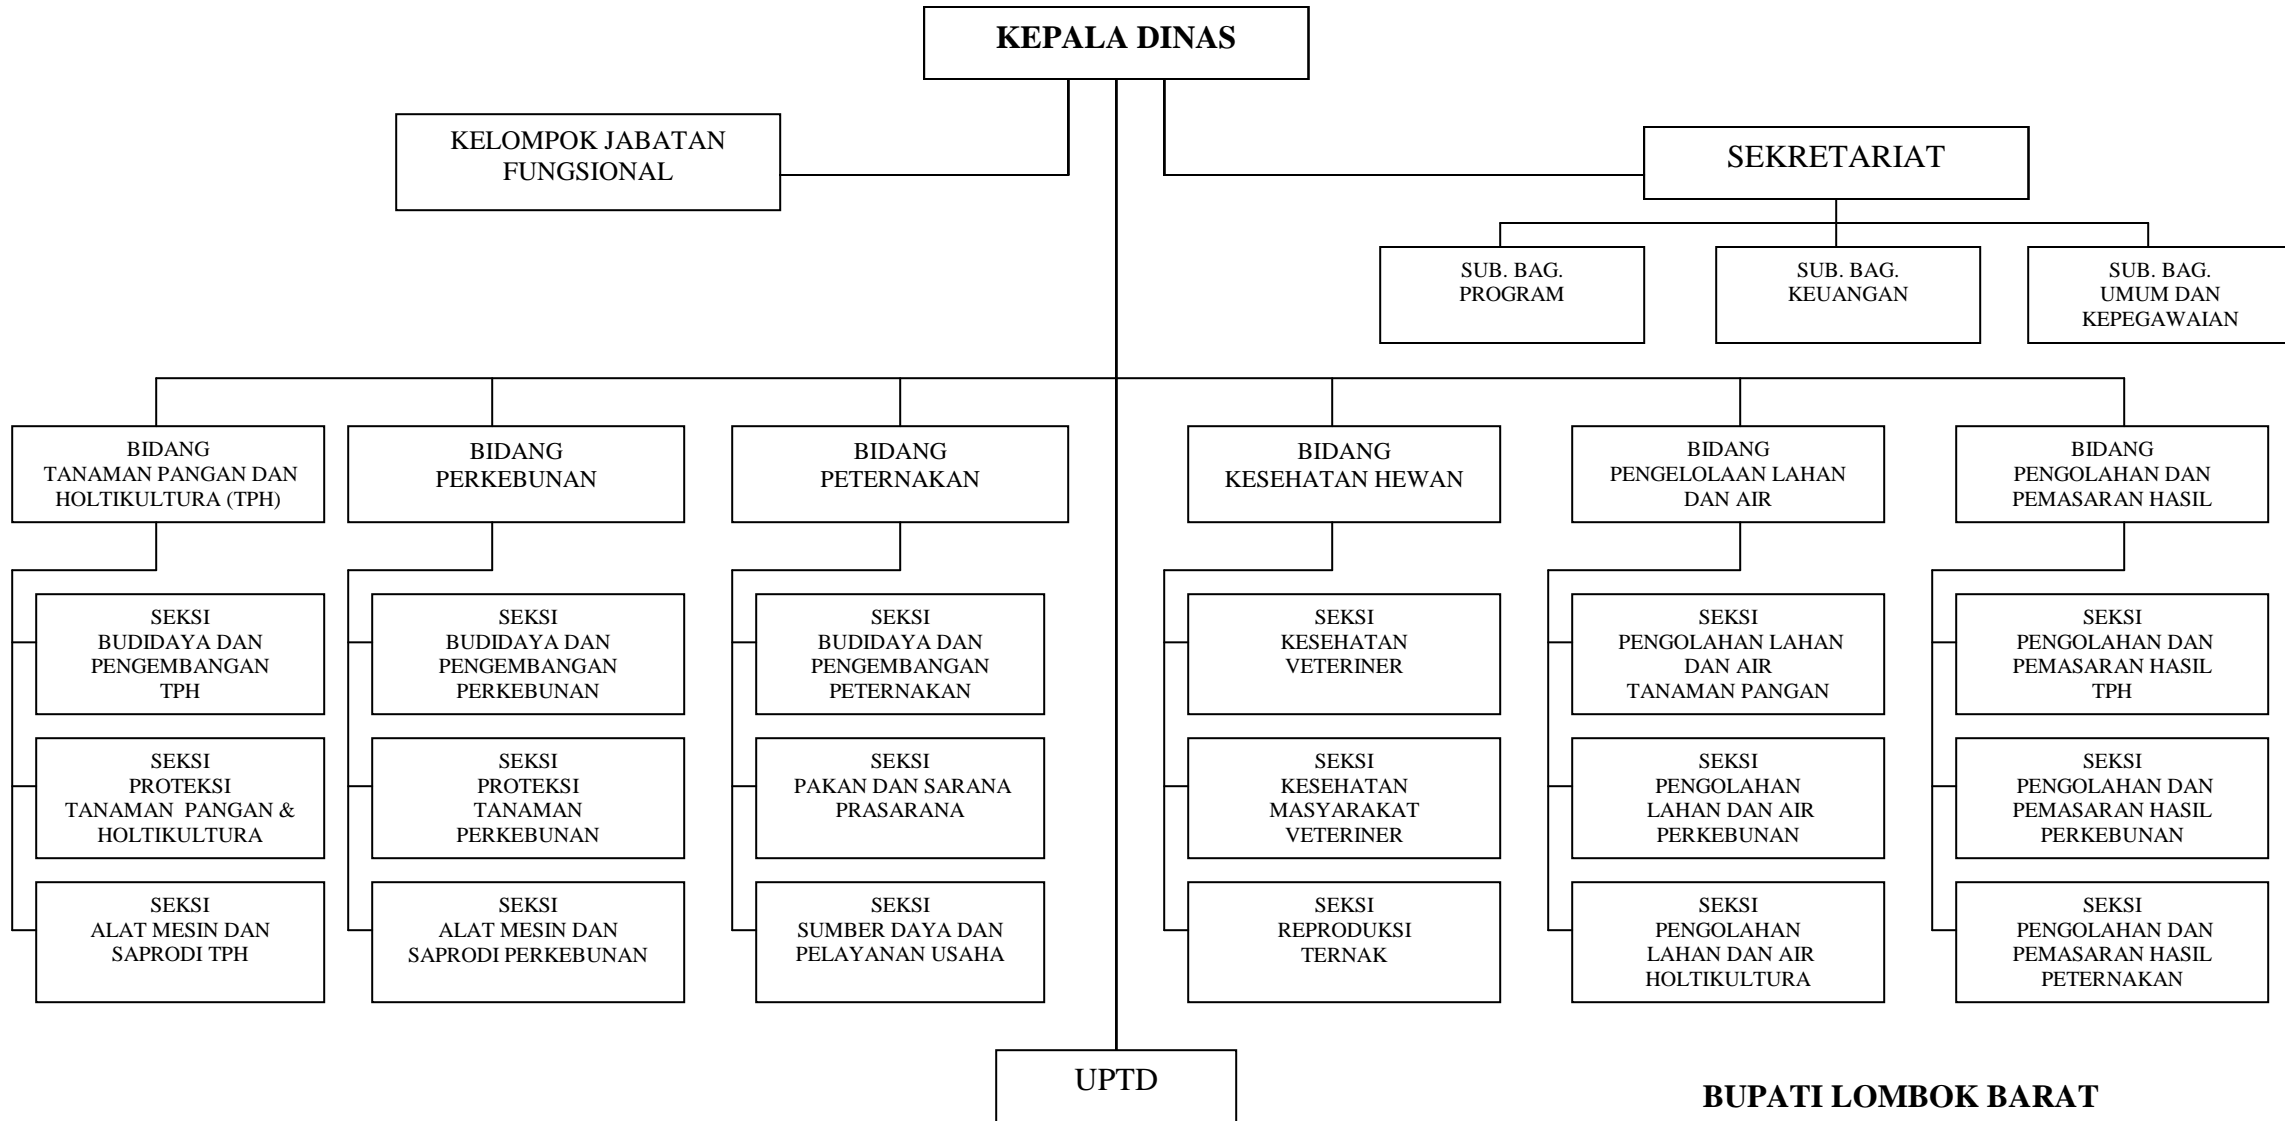 KEPALA DINAS
KELOMPOK JABATAN
FUNGSIONAL
SEKRETARIAT
SUB. BAG.
PROGRAM
SUB. BAG.
KEUANGAN
SUB. BAG.
UMUM DAN
KEPEGAWAIAN
BIDANG
TANAMAN PANGAN DAN
HOLTIKULTURA (TPH)
BIDANG
PERKEBUNAN
BIDANG
PETERNAKAN
BIDANG
KESEHATAN HEWAN
BIDANG
PENGELOLAAN LAHAN
DAN AIR
BIDANG
PENGOLAHAN DAN
PEMASARAN HASIL
SEKSI
BUDIDAYA DAN
PENGEMBANGAN
TPH
SEKSI
BUDIDAYA DAN
PENGEMBANGAN
PERKEBUNAN
SEKSI
BUDIDAYA DAN
PENGEMBANGAN
PETERNAKAN
SEKSI
KESEHATAN
VETERINER
SEKSI
PENGOLAHAN LAHAN
DAN AIR
TANAMAN PANGAN
SEKSI
PENGOLAHAN DAN
PEMASARAN HASIL
TPH
SEKSI
PROTEKSI
TANAMAN  PANGAN &
HOLTIKULTURA
SEKSI
PROTEKSI
TANAMAN
PERKEBUNAN
SEKSI
PAKAN DAN SARANA
PRASARANA
SEKSI
KESEHATAN
MASYARAKAT
VETERINER
SEKSI
PENGOLAHAN
LAHAN DAN AIR
PERKEBUNAN
SEKSI
PENGOLAHAN DAN
PEMASARAN HASIL
PERKEBUNAN
SEKSI
ALAT MESIN DAN
SAPRODI TPH
SEKSI
ALAT MESIN DAN
SAPRODI PERKEBUNAN
SEKSI
SUMBER DAYA DAN
PELAYANAN USAHA
SEKSI
REPRODUKSI
TERNAK
SEKSI
PENGOLAHAN
LAHAN DAN AIR
HOLTIKULTURA
SEKSI
PENGOLAHAN DAN
PEMASARAN HASIL
PETERNAKAN
UPTD
BUPATI LOMBOK BARAT